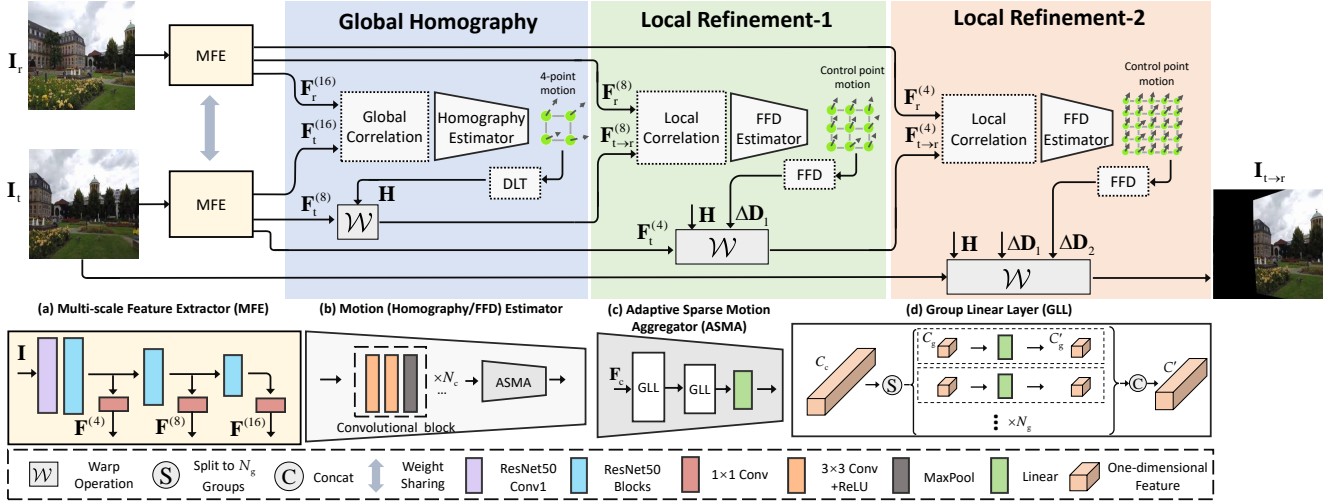 Global Homography
Local Refinement-1
Local Refinement-2
I_r
MFE
F_r^(16)
F_t^(16)
Global Correlation
Homography Estimator
4-point motion
F_r^(8)
F_t→r^(8)
Local Correlation
FFD Estimator
Control point motion
F_r^(4)
F_t→r^(4)
Local Correlation
FFD Estimator
Control point motion
I_t
MFE
F_t^(8)
H
DLT
W
FFD
FFD
I_t→r
F_t^(4)
H
ΔD_1
W
H
ΔD_1
ΔD_2
W
(a) Multi-scale Feature Extractor (MFE)
(b) Motion (Homography/FFD) Estimator
(c) Adaptive Sparse Motion Aggregator (ASMA)
(d) Group Linear Layer (GLL)
I
F^(4)
F^(8)
F^(16)
×N_c
...
ASMA
Convolutional block
F_c
GLL
GLL
C_c
S
C_g
C'_g
×N_g
C
C'
W
Warp Operation
S
Split to N_g Groups
C
Concat
Weight Sharing
ResNet50 Conv1
ResNet50 Blocks
1×1 Conv
3×3 Conv +ReLU
MaxPool
Linear
One-dimensional Feature